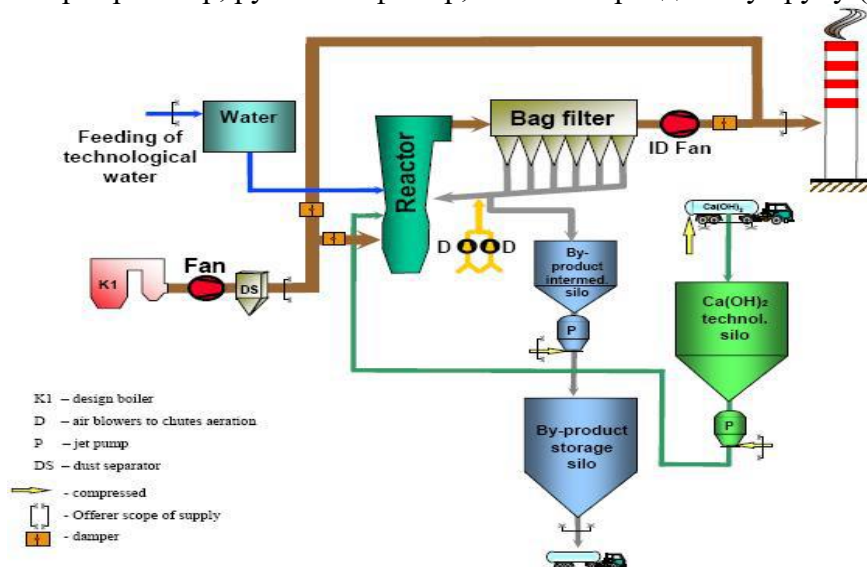 Water
Feeding of
technological
water
Reactor
Bag filter
ID Fan
Ca(OH)₂
D
D
By-
product
intermed.
silo
Fan
K1
DS
P
Ca(OH)₂
technol.
silo
P
By-product
storage
silo
K1 – design boiler
D – air blowers to chutes aeration
P – jet pump
DS – dust separator
- compressed
- Offerer scope of supply
- damper